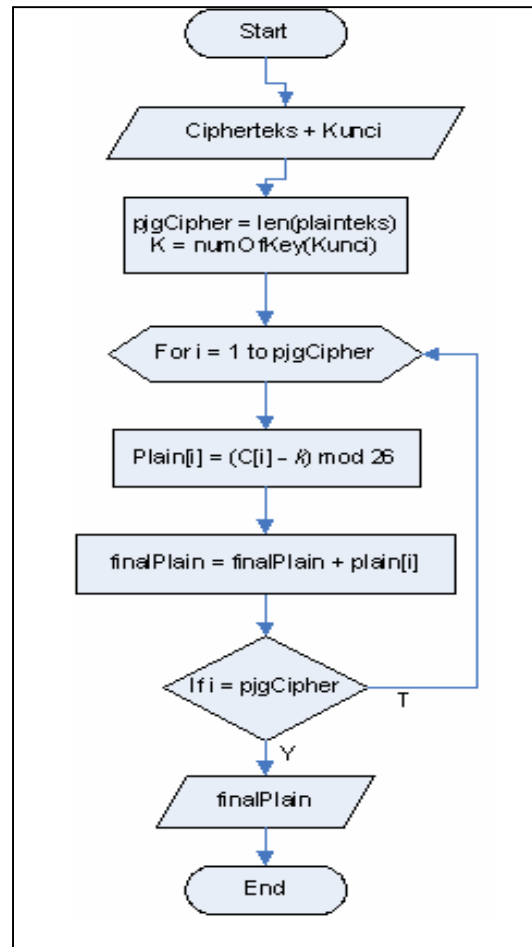 Start
Cipherteks + Kunci
pjgCipher = len(plainteks)
K = numOfKey(Kunci)
For i = 1 to pjgCipher
Plain[i] = (C[i] – k) mod 26
finalPlain = finalPlain + plain[i]
If i = pjgCipher
T
Y
finalPlain
End